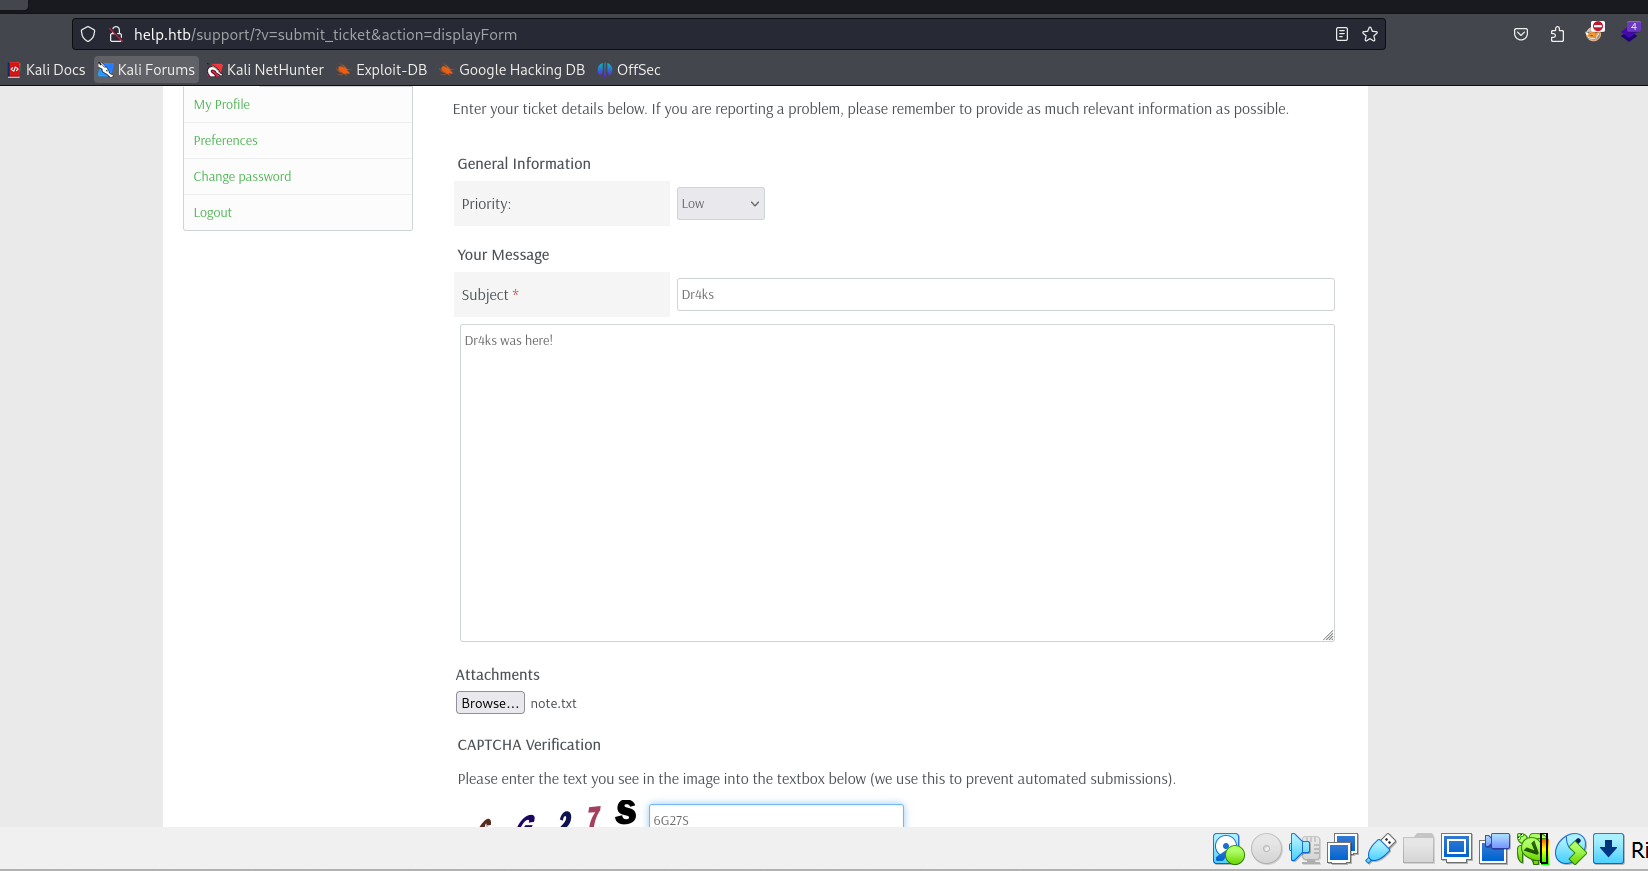 help.htb/support/?v=submit_ticket&action=displayForm
4
Kali Docs Kali Forums Kali NetHunter Exploit-DB Google Hacking DB OffSec
My Profile
Preferences
Change password
Logout
Enter your ticket details below. If you are reporting a problem, please remember to provide as much relevant information as possible.
General Information
Priority: Low
Your Message
Subject * Dr4ks
Dr4ks was here!
Attachments
Browse... note.txt
CAPTCHA Verification
Please enter the text you see in the image into the textbox below (we use this to prevent automated submissions).
6 G 2 7 S 6G27S
Ri